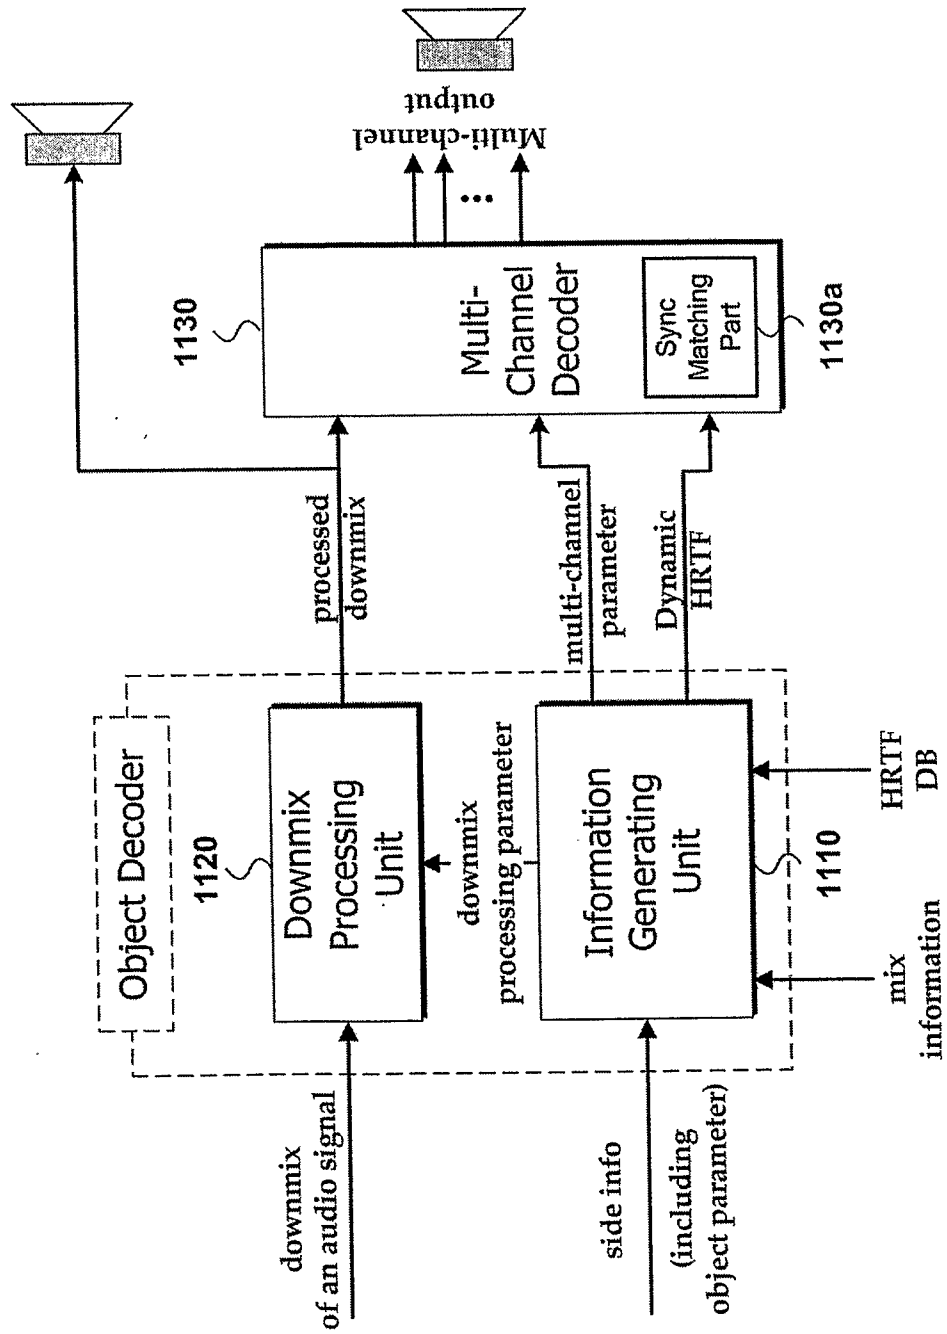 Object Decoder
downmix
of an audio signal
1120
Downmix
Processing
Unit
processed
downmix
1130
Multi-
Channel
Decoder
Multi-channel
output
downmix
processing parameter
side info
(including
object parameter)
Information
Generating
Unit
multi-channel
parameter
Dynamic
HRTF
Sync
Matching
Part
1130a
1110
mix
information
HRTF
DB